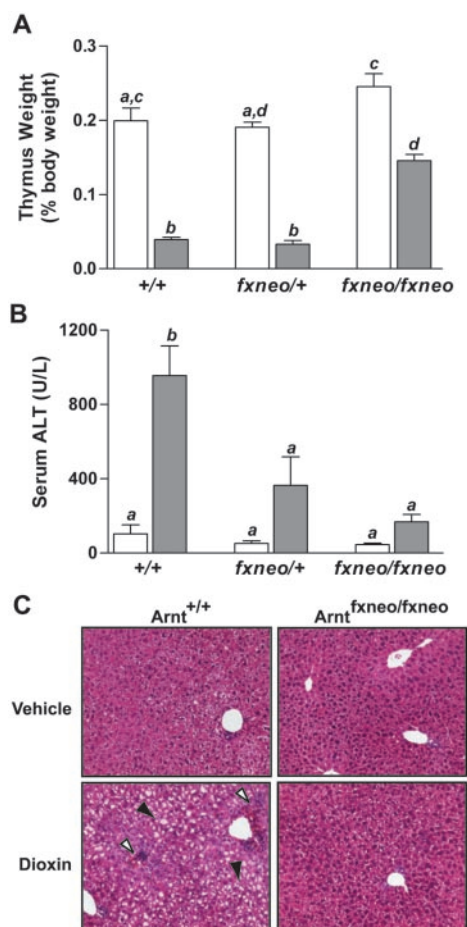 A
Thymus Weight
(% body weight)
0.3
0.2
0.1
0.0
a,c
b
a,d
b
c
d
+/+
fxneo/+
fxneo/fxneo
B
Serum ALT (U/L)
1200
800
400
0
a
b
a
a
a
a
+/+
fxneo/+
fxneo/fxneo
C
Arnt+/+
Arntfxneo/fxneo
Vehicle
Dioxin